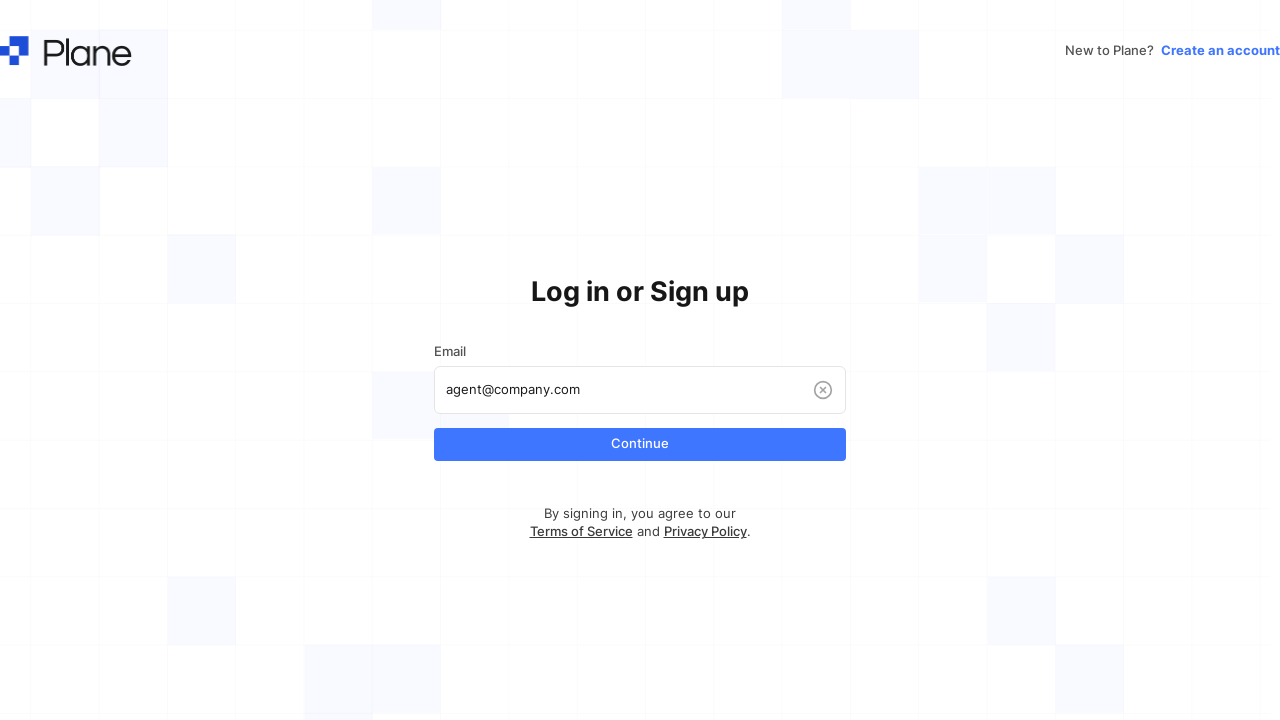 Plane
New to Plane? Create an account
Log in or Sign up
Email
agent@company.com
Continue
By signing in, you agree to our
Terms of Service and Privacy Policy.